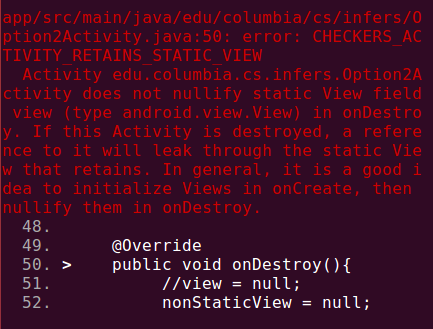 app/src/main/java/edu/columbia/cs/infers/O
ption2Activity.java:50: error: CHECKERS_AC
TIVITY_RETAINS_STATIC_VIEW
  Activity edu.columbia.cs.infers.Option2A
ctivity does not nullify static View field
 view (type android.view.View) in onDestro
y. If this Activity is destroyed, a refere
nce to it will leak through the static Vie
w that retains. In general, it is a good i
dea to initialize Views in onCreate, then 
nullify them in onDestroy.
  48.
  49.      @Override
  50. >    public void onDestroy(){
  51.           //view = null;
  52.           nonStaticView = null;